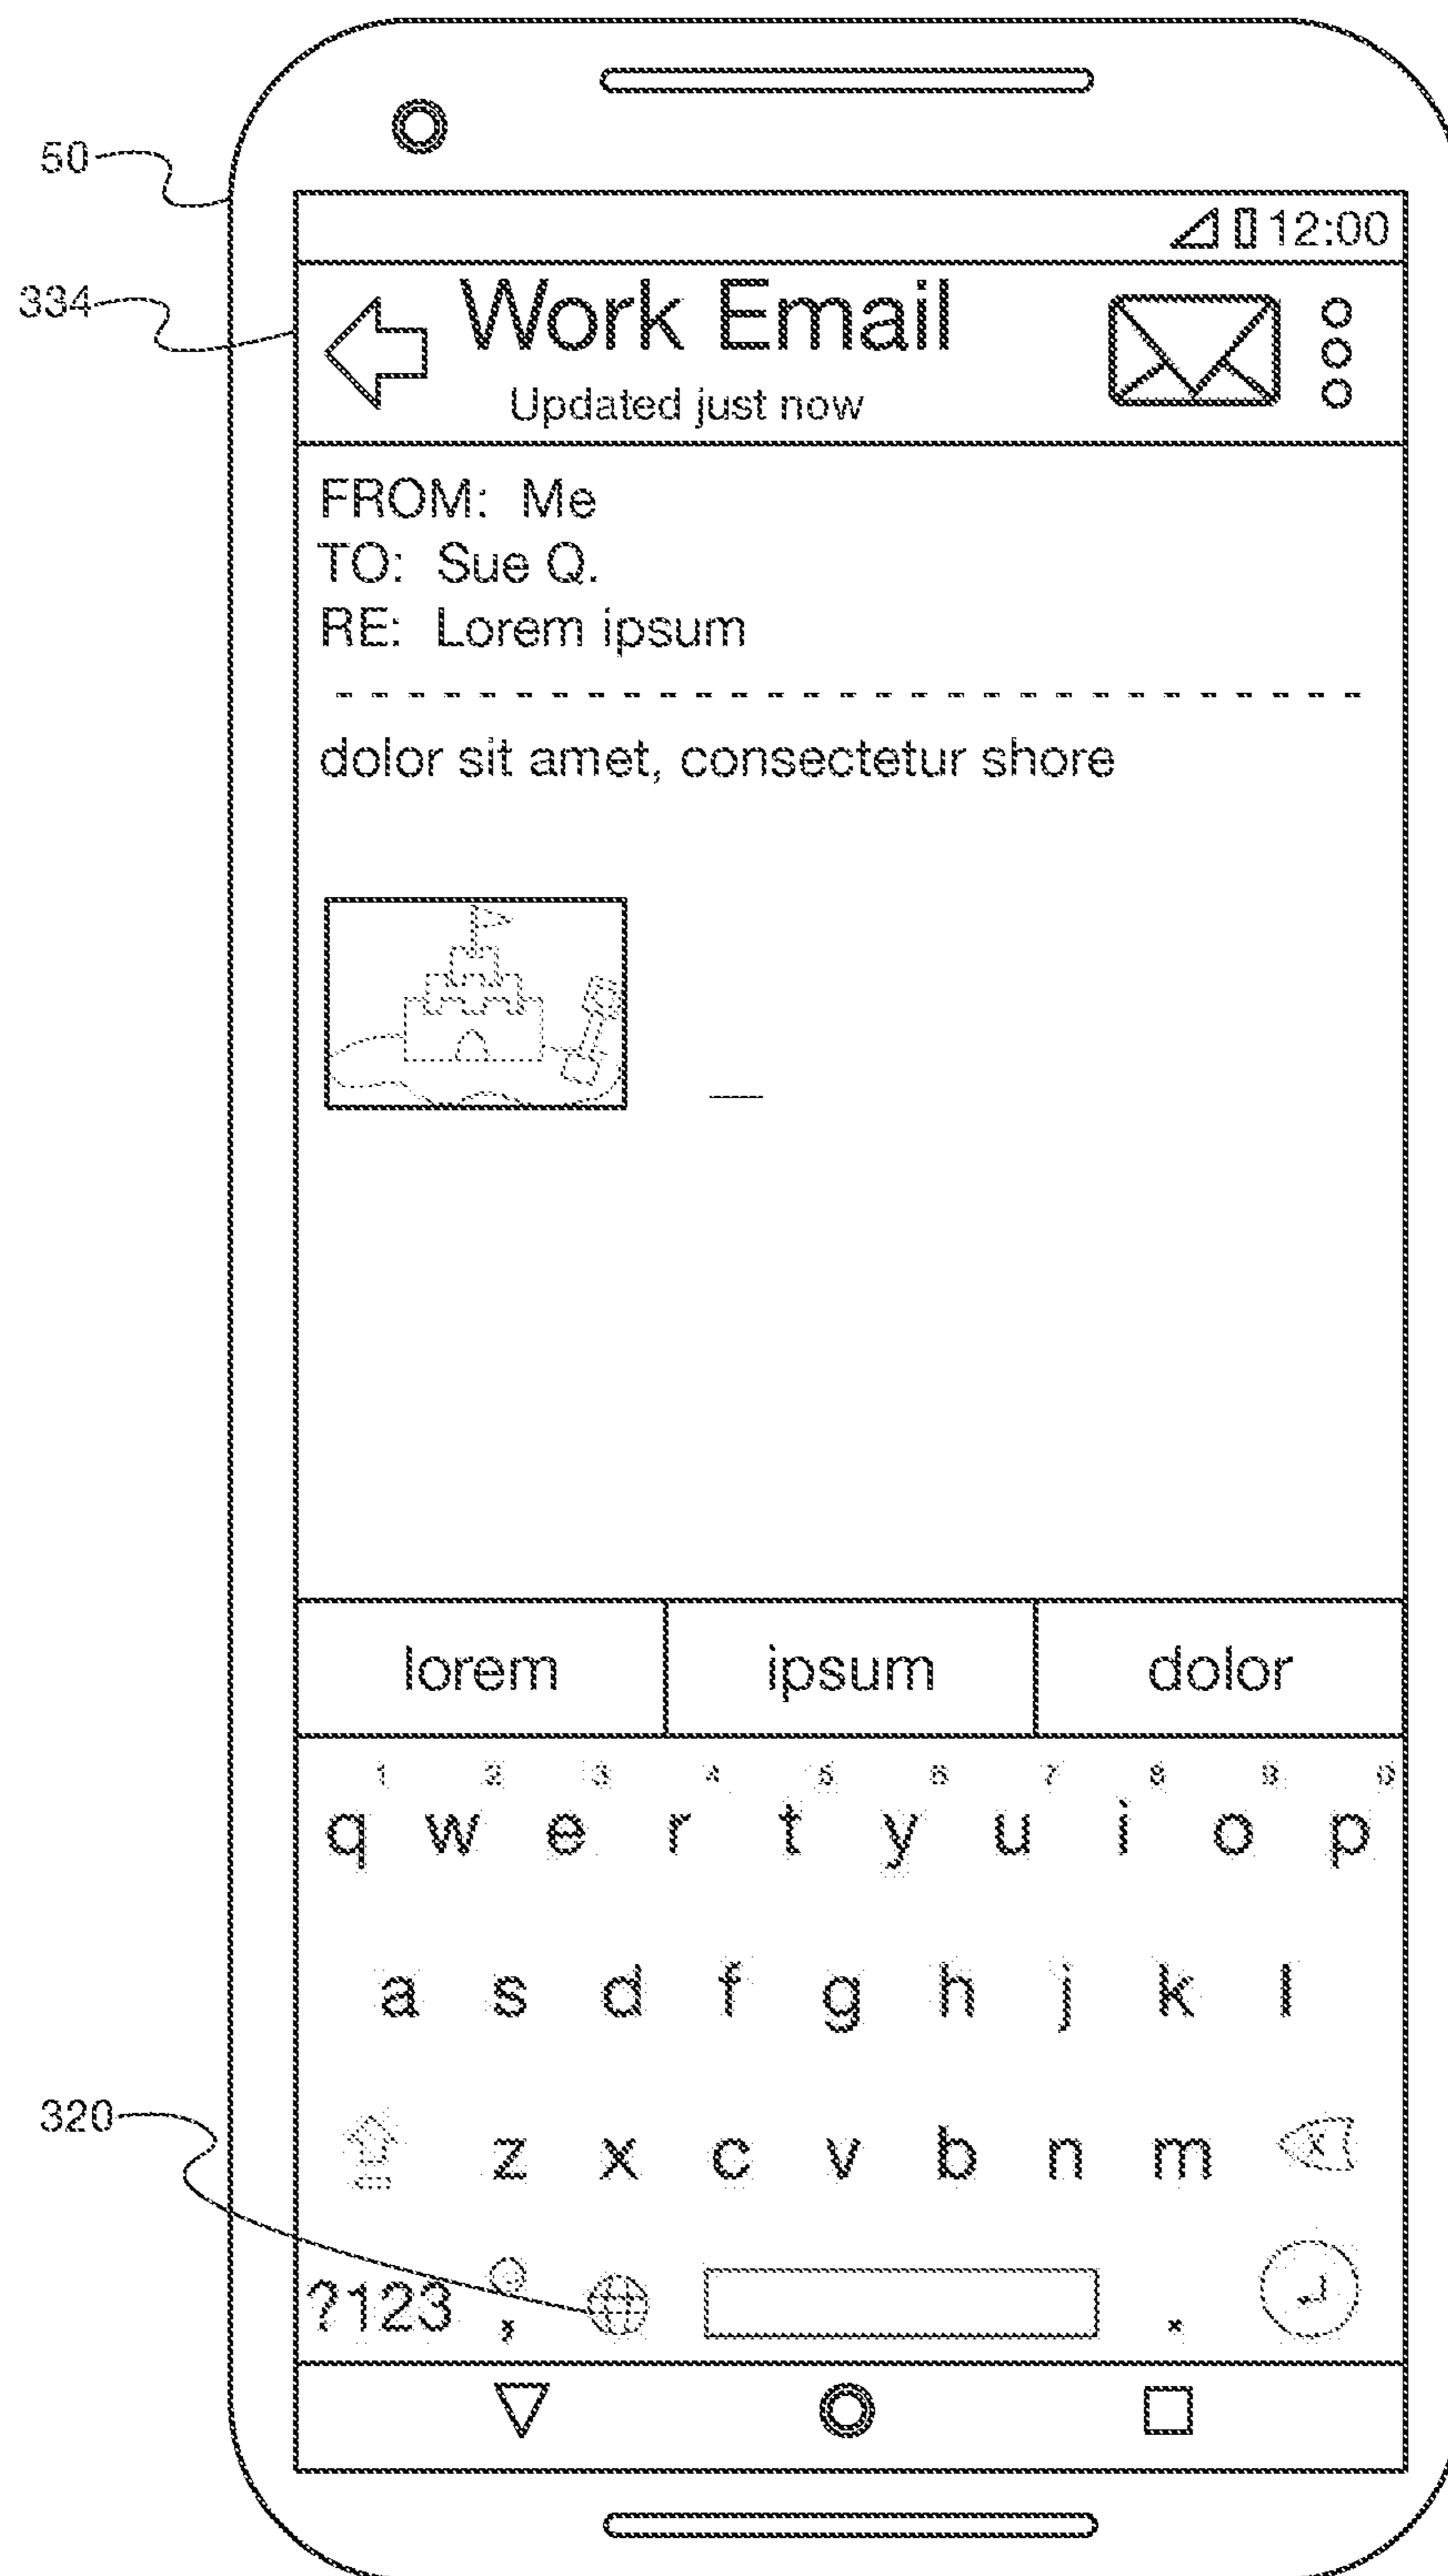 50
12:00
334
Work Email
Updated just now
FROM: Me
TO: Sue Q.
RE: Lorem ipsum
dolor sit amet, consectetur shore
lorem ipsum dolor
1 2 3 4 5 6 7 8 9 0
q w e r t y u i o p
a s d f g h j k l
320
z x c v b n m x
?123 , .